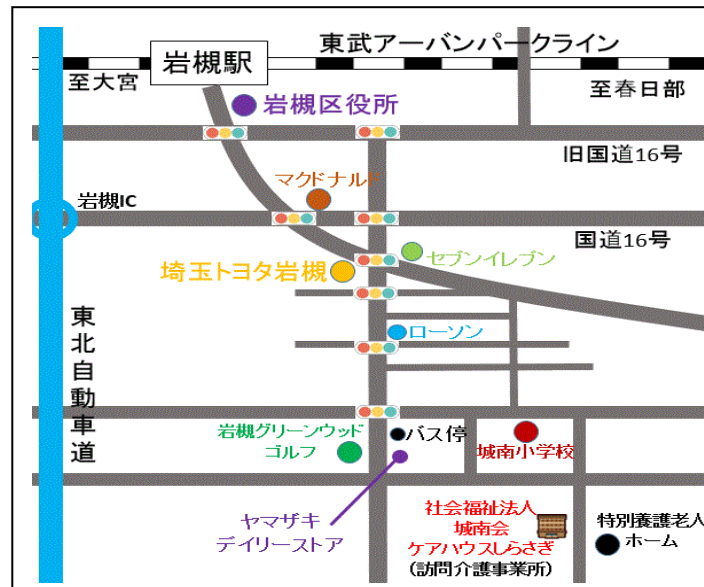 東武アーバンパークライン
岩槻駅
至大宮
至春日部
岩槻区役所
旧国道16号
マクドナルド
岩槻IC
国道16号
セブンイレブン
埼玉トヨタ岩槻
東北自動車道
ローソン
岩槻グリーンウッド
ゴルフ
バス停
城南小学校
ヤマザキ
デイリーストア
社会福祉法人
城南会
ケアハウスしらさぎ
(訪問介護事業所)
特別養護老人
ホーム